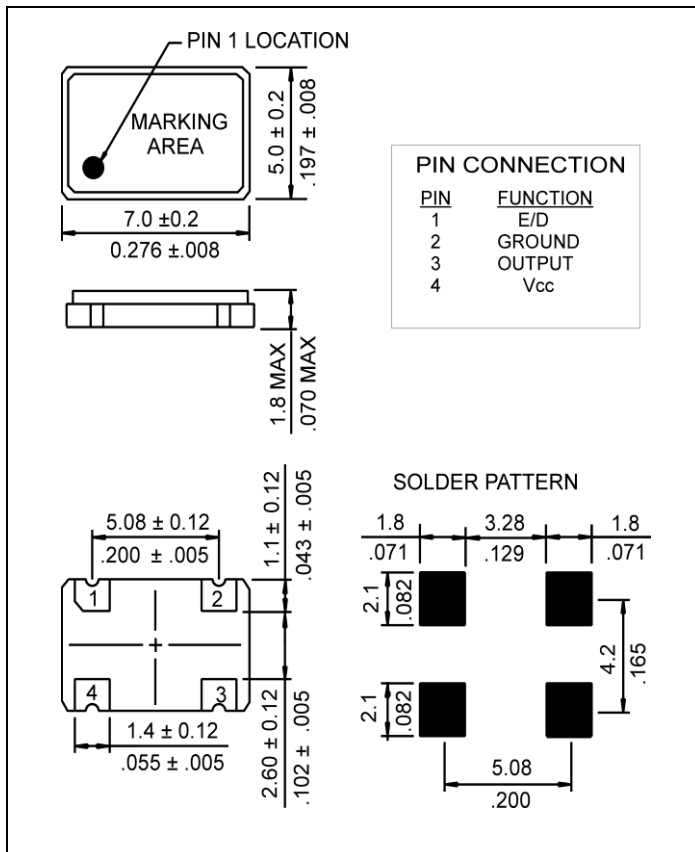 PIN 1 LOCATION
MARKING
AREA
5.0 ± 0.2
.197 ± .008
7.0 ±0.2
0.276 ±.008
PIN CONNECTION
PIN FUNCTION
1 E/D
2 GROUND
3 OUTPUT
4 Vcc
1.8 MAX
.070 MAX
5.08 ± 0.12
.200 ± .005
1.1 ± 0.12
.043 ± .005
1
2
4
3
1.4 ± 0.12
.055 ± .005
2.60 ± 0.12
.102 ± .005
SOLDER PATTERN
1.8 3.28 1.8
.071 .129 .071
2.1
.082
4.2
.165
2.1
.082
5.08
.200